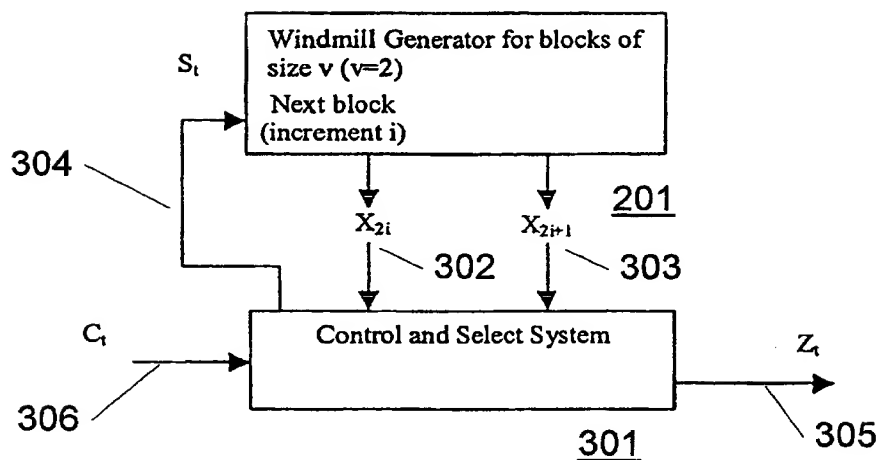 Windmill Generator for blocks of
size v (v=2)
S_t
Next block
(increment i)
304
201
X_2i
X_2i+1
302
303
C_t
Control and Select System
Z_t
306
305
301